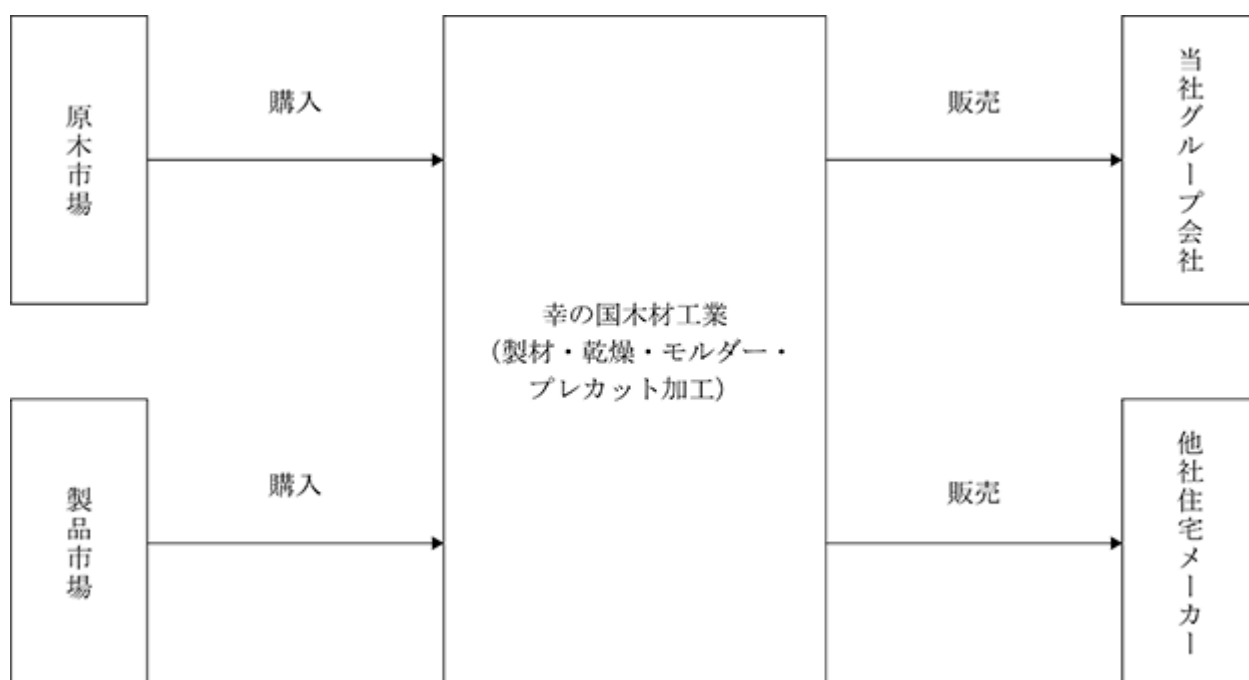 原木市場
購入
製品市場
購入
幸の国木材工業
（製材・乾燥・モルダー・
プレカット加工）
販売
当社グループ会社
販売
他社住宅メーカー